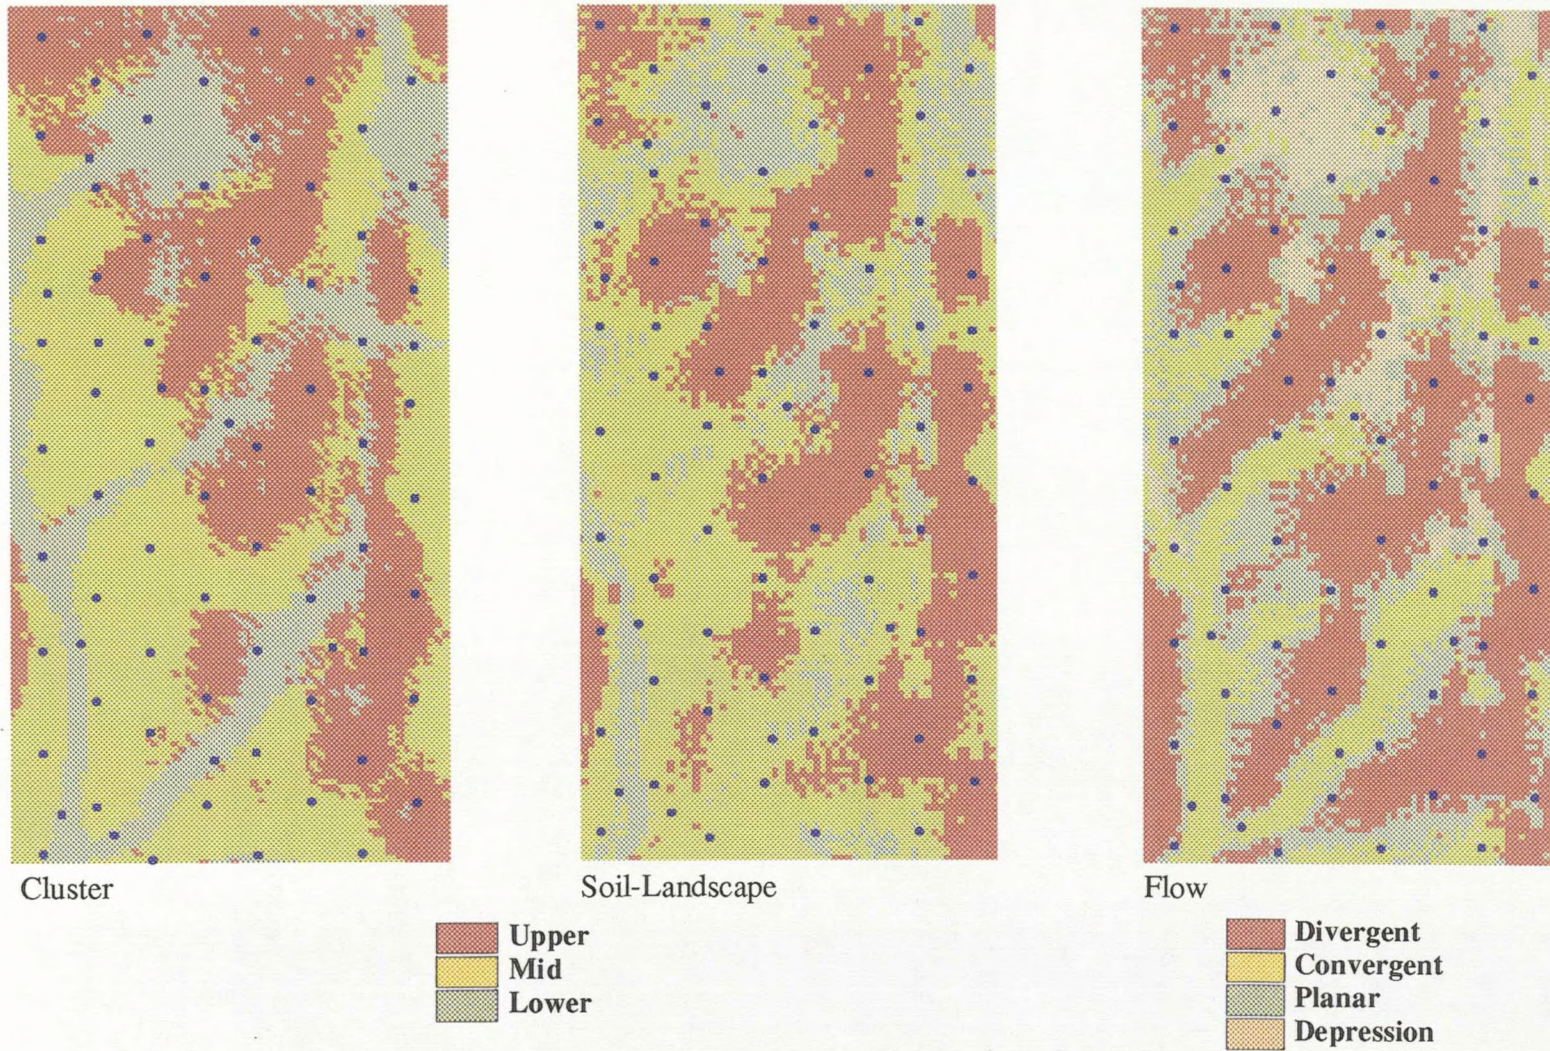 Cluster
Soil-Landscape
Flow
Upper
Mid
Lower
Divergent
Convergent
Planar
Depression